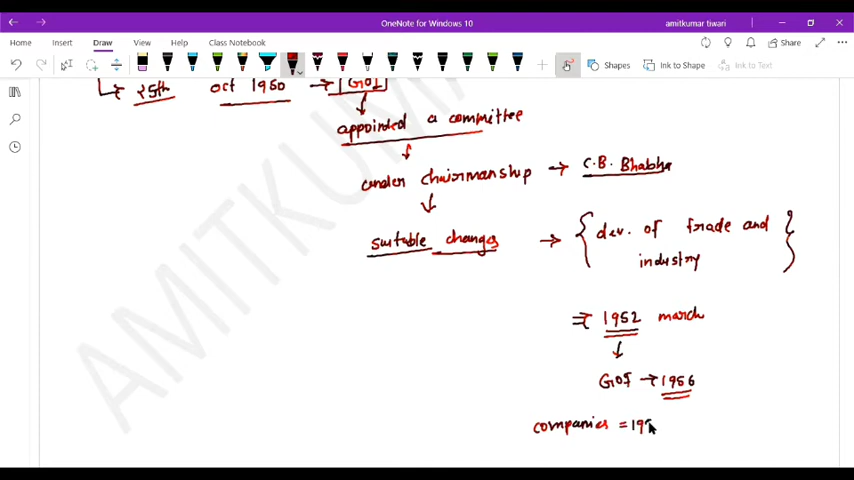 OneNote for Windows 10
amitkumar tiwari
Home Insert Draw View Help Class Notebook
Share
Shapes
Ink to Shape
Ink to Text
25th oct 1950 → GOI
appointed a committee
under chairmanship → C.B. Bhabha
suitable changes → { dev. of trade and
industry }
⇒ 1952 march
GOI → 1956
companies = 195
AMITKUM